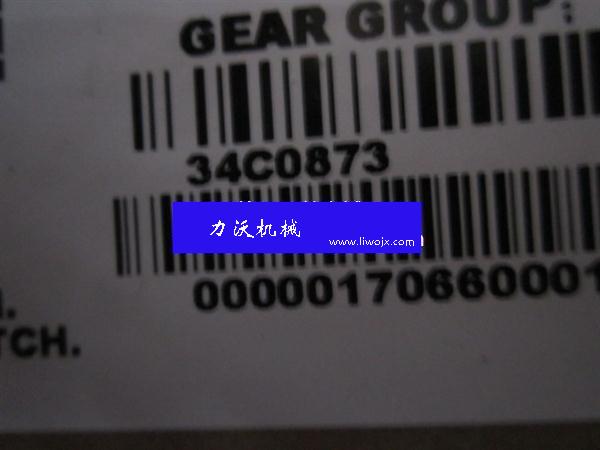 GEAR GROUP:
34C0873
力沃机械
www.liwojx.com
00000170660001
TCH.